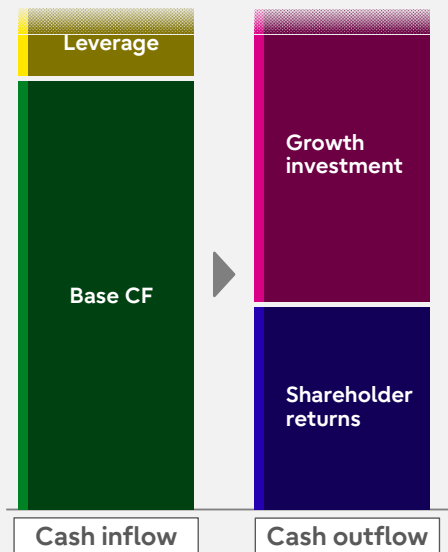 Leverage
Base CF
Growth
investment
Shareholder
returns
Cash inflow
Cash outflow